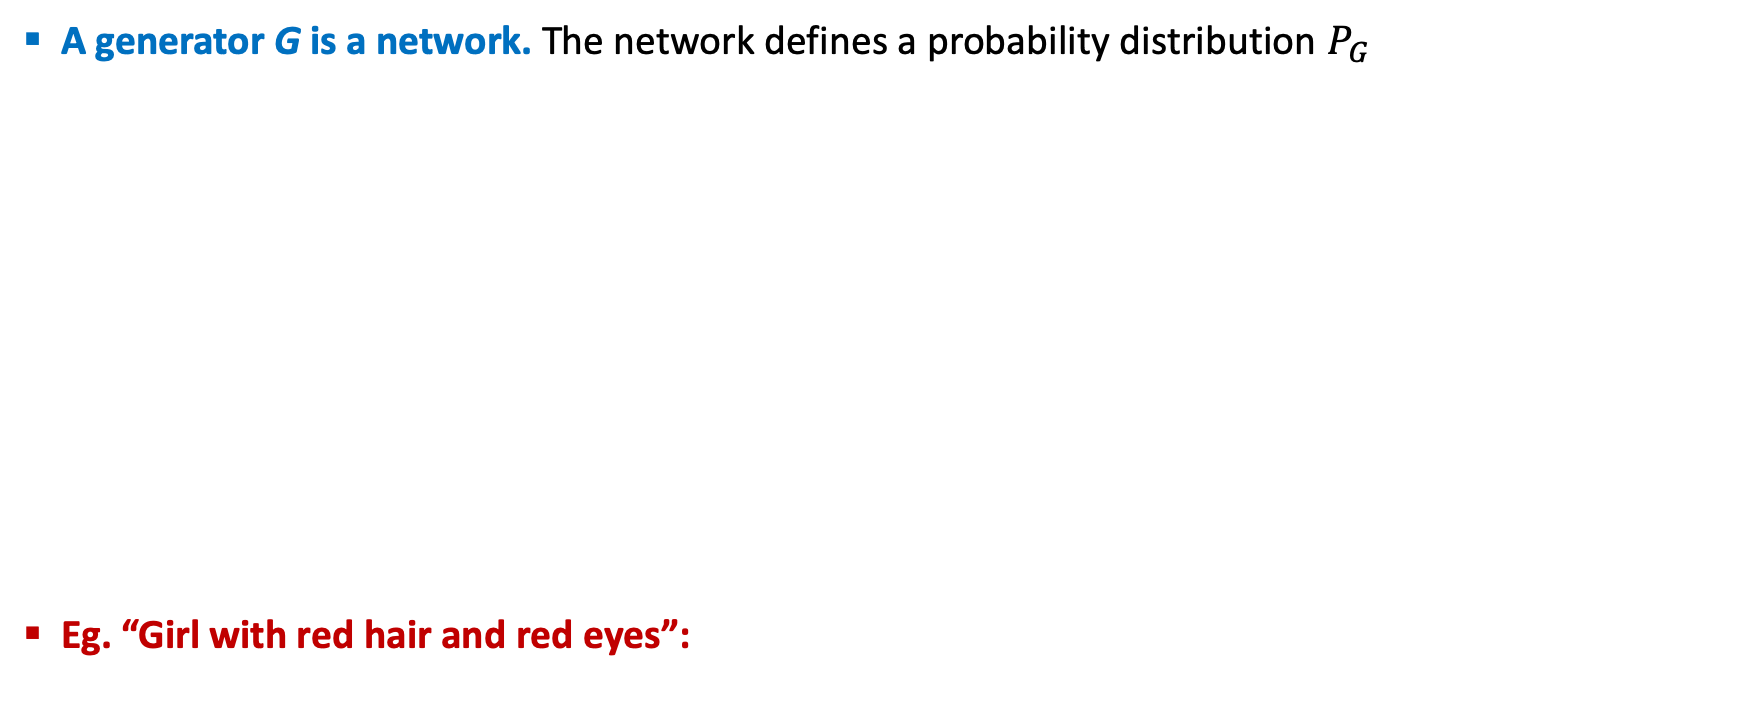 ▪ A generator G is a network. The network defines a probability distribution P_G
▪ Eg. “Girl with red hair and red eyes”: